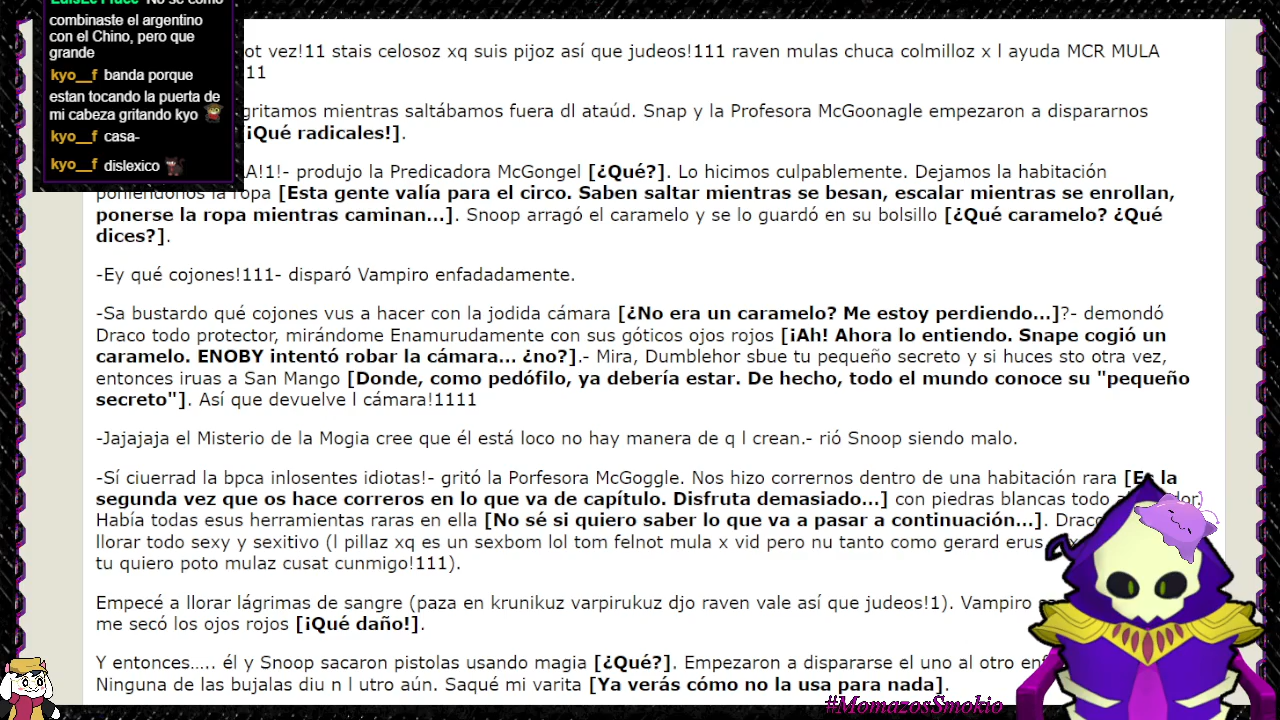 LuisLc Place: No sé cómo
combinaste el argentino
con el Chino, pero que
grande
kyo__f banda porque
estan tocando la puerta de
mi cabeza gritando kyo
kyo__f casa-
kyo__f dislexico
ot vez!11 stais celosoz xq suis pijoz así que judeos!111 raven mulas chuca colmilloz x l ayuda MCR MULA
11
gritamos mientras saltábamos fuera dl ataúd. Snap y la Profesora McGoonagle empezaron a dispararnos
¡Qué radicales!].
A!1!- produjo la Predicadora McGongel [¿Qué?]. Lo hicimos culpablemente. Dejamos la habitación
poniéndonos la ropa [Esta gente valía para el circo. Saben saltar mientras se besan, escalar mientras se enrollan,
ponerse la ropa mientras caminan...]. Snoop arragó el caramelo y se lo guardó en su bolsillo [¿Qué caramelo? ¿Qué
dices?].
-Ey qué cojones!111- disparó Vampiro enfadadamente.
-Sa bustardo qué cojones vus a hacer con la jodida cámara [¿No era un caramelo? Me estoy perdiendo...]?- demondó
Draco todo protector, mirándome Enamurudamente con sus góticos ojos rojos [¡Ah! Ahora lo entiendo. Snape cogió un
caramelo. ENOBY intentó robar la cámara... ¿no?].- Mira, Dumblehor sbue tu pequeño secreto y si huces sto otra vez,
entonces iruas a San Mango [Donde, como pedófilo, ya debería estar. De hecho, todo el mundo conoce su "pequeño
secreto"]. Así que devuelve l cámara!1111
-Jajajaja el Misterio de la Mogia cree que él está loco no hay manera de q l crean.- rió Snoop siendo malo.
-Sí ciuerrad la bpca inlosentes idiotas!- gritó la Porfesora McGoggle. Nos hizo corrernos dentro de una habitación rara [Es la
segunda vez que os hace correros en lo que va de capítulo. Disfruta demasiado...] con piedras blancas todo
Había todas esus herramientas raras en ella [No sé si quiero saber lo que va a pasar a continuación...]. Draco
llorar todo sexy y sexitivo (l pillaz xq es un sexbom lol tom felnot mula x vid pero nu tanto como gerard erus
tu quiero poto mulaz cusat cunmigo!111).
Empecé a llorar lágrimas de sangre (paza en krunikuz varpirukuz djo raven vale así que judeos!1). Vampiro
me secó los ojos rojos [¡Qué daño!].
Y entonces….. él y Snoop sacaron pistolas usando magia [¿Qué?]. Empezaron a dispararse el uno al otro
Ninguna de las bujalas diu n l utro aún. Saqué mi varita [Ya verás cómo no la usa para nada].
#MomazosSmokio